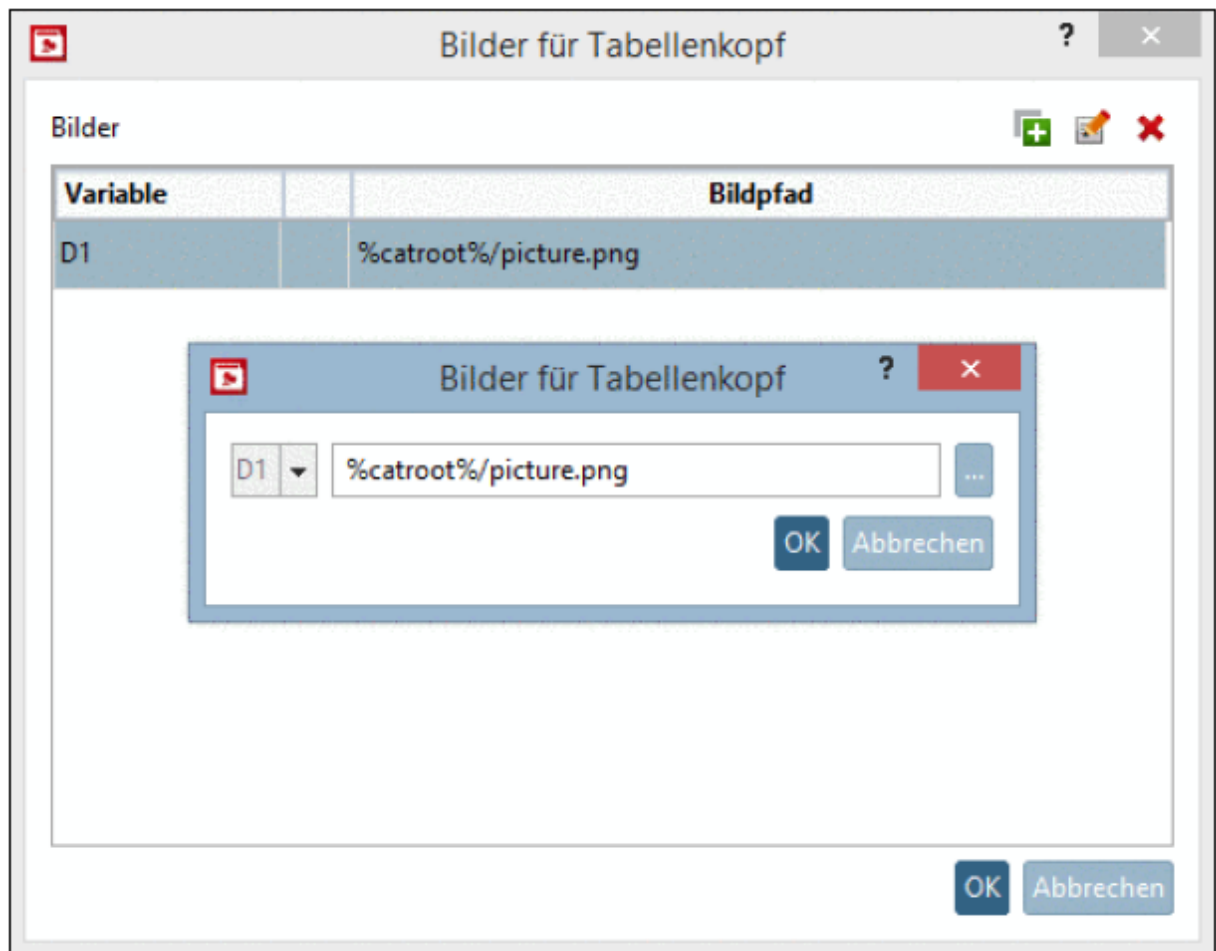 Bilder für Tabellenkopf ? ×
Bilder
Variable Bildpfad
D1 %catroot%/picture.png
Bilder für Tabellenkopf ? ×
D1 %catroot%/picture.png ...
OK Abbrechen
OK Abbrechen